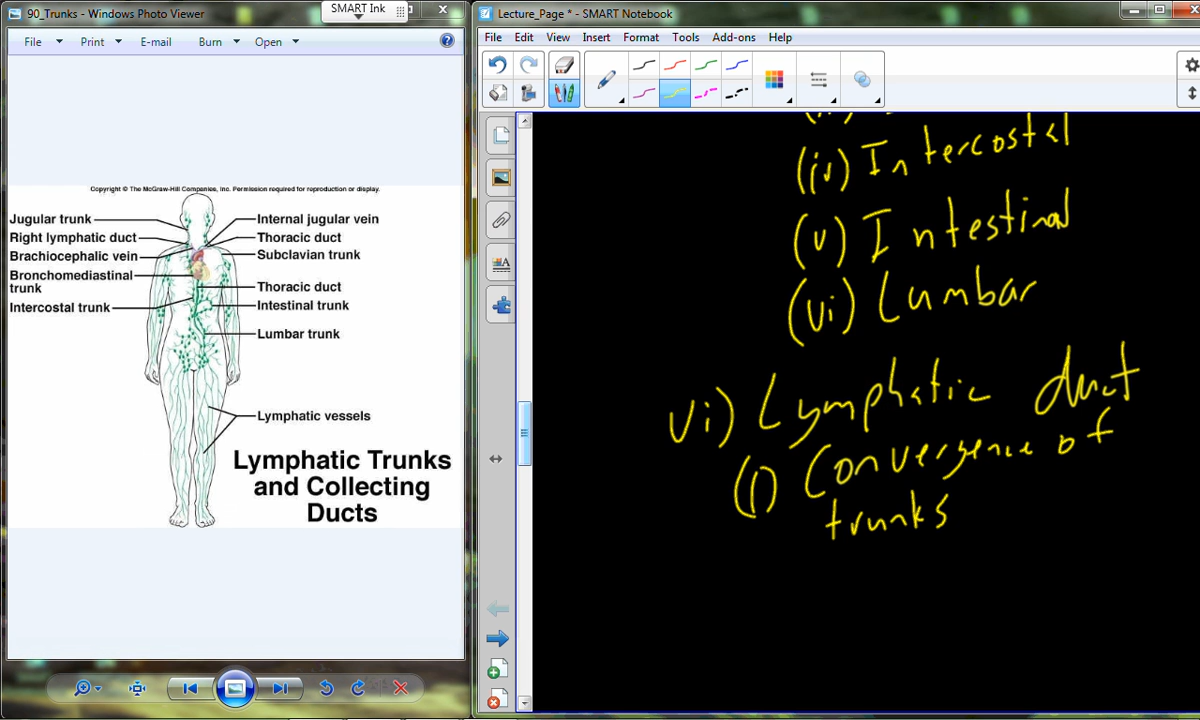 90_Trunks - Windows Photo Viewer
SMART Ink
File Print E-mail Burn Open
Copyright © The McGraw-Hill Companies, Inc. Permission required for reproduction or display.
Jugular trunk
Right lymphatic duct
Brachiocephalic vein
Bronchomediastinal
trunk
Intercostal trunk
Internal jugular vein
Thoracic duct
Subclavian trunk
Thoracic duct
Intestinal trunk
Lumbar trunk
Lymphatic vessels
Lymphatic Trunks
and Collecting
Ducts
Lecture_Page * - SMART Notebook
File Edit View Insert Format Tools Add-ons Help
(iv) Intercostal
(v) Intestinal
(vi) Lumbar
vi) Lymphatic duct
(i) Convergence of
trunks